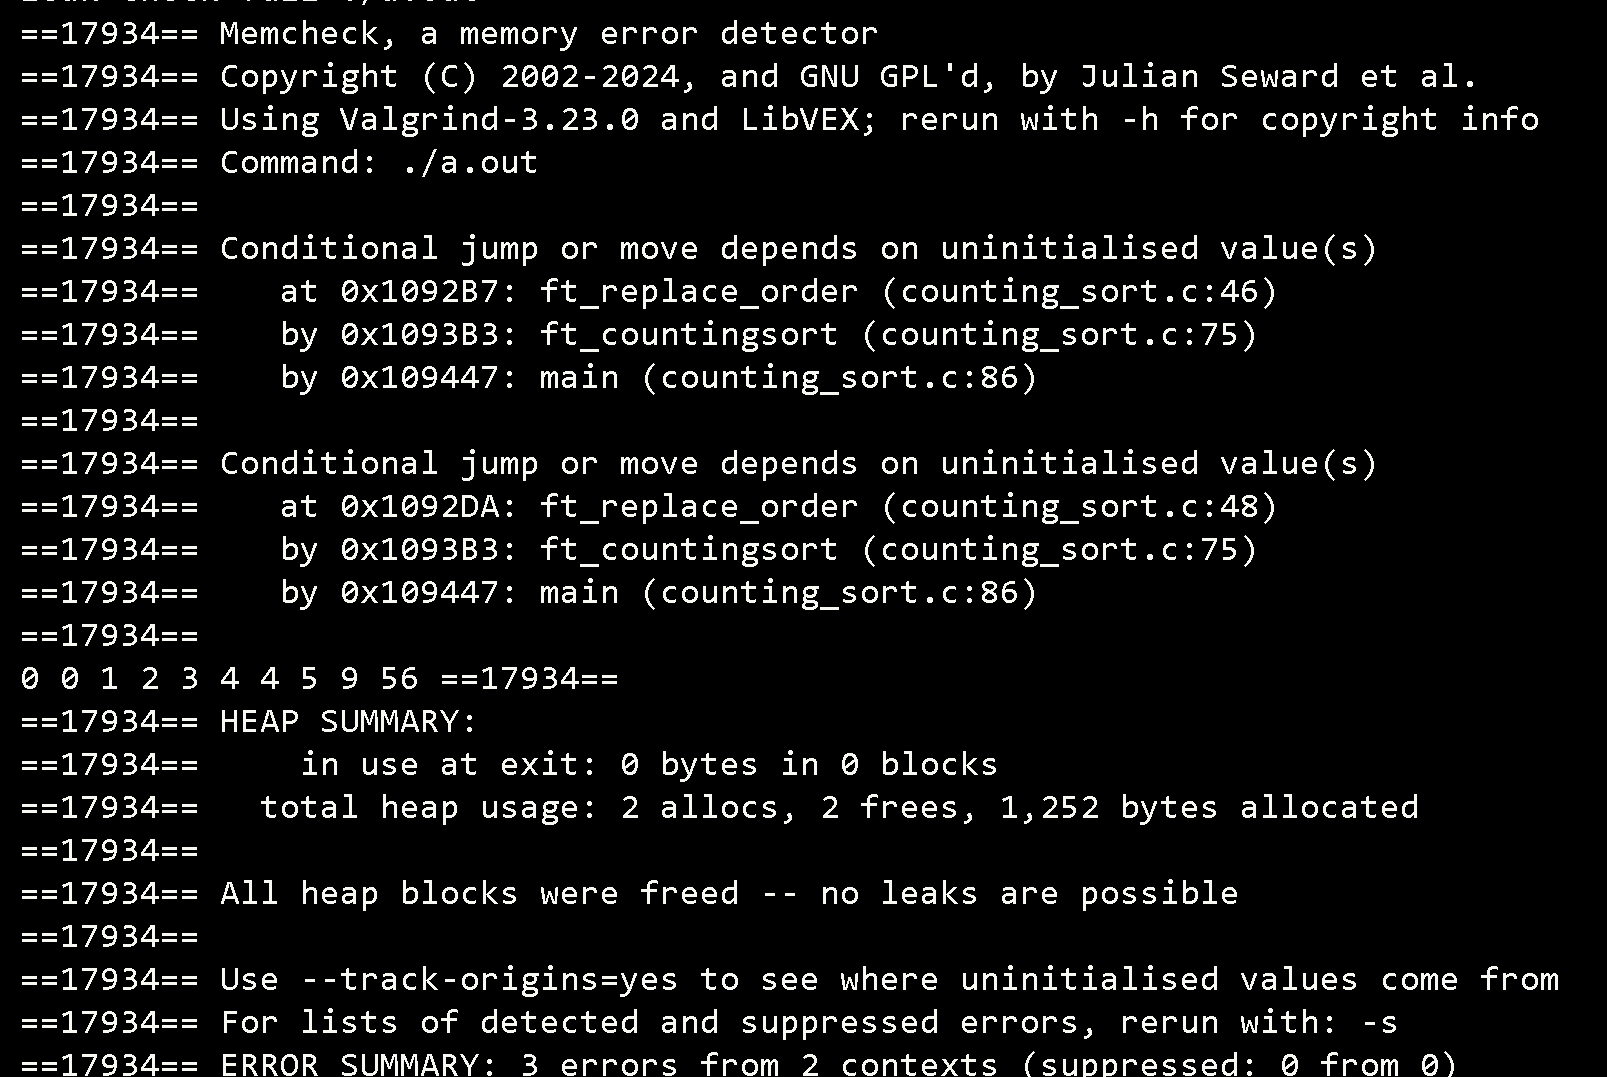 ==17934== Memcheck, a memory error detector
==17934== Copyright (C) 2002-2024, and GNU GPL'd, by Julian Seward et al.
==17934== Using Valgrind-3.23.0 and LibVEX; rerun with -h for copyright info
==17934== Command: ./a.out
==17934==
==17934== Conditional jump or move depends on uninitialised value(s)
==17934==    at 0x1092B7: ft_replace_order (counting_sort.c:46)
==17934==    by 0x1093B3: ft_countingsort (counting_sort.c:75)
==17934==    by 0x109447: main (counting_sort.c:86)
==17934==
==17934== Conditional jump or move depends on uninitialised value(s)
==17934==    at 0x1092DA: ft_replace_order (counting_sort.c:48)
==17934==    by 0x1093B3: ft_countingsort (counting_sort.c:75)
==17934==    by 0x109447: main (counting_sort.c:86)
==17934==
0 0 1 2 3 4 4 5 9 56 ==17934==
==17934== HEAP SUMMARY:
==17934==     in use at exit: 0 bytes in 0 blocks
==17934==   total heap usage: 2 allocs, 2 frees, 1,252 bytes allocated
==17934==
==17934== All heap blocks were freed -- no leaks are possible
==17934==
==17934== Use --track-origins=yes to see where uninitialised values come from
==17934== For lists of detected and suppressed errors, rerun with: -s
==17934== ERROR SUMMARY: 3 errors from 2 contexts (suppressed: 0 from 0)